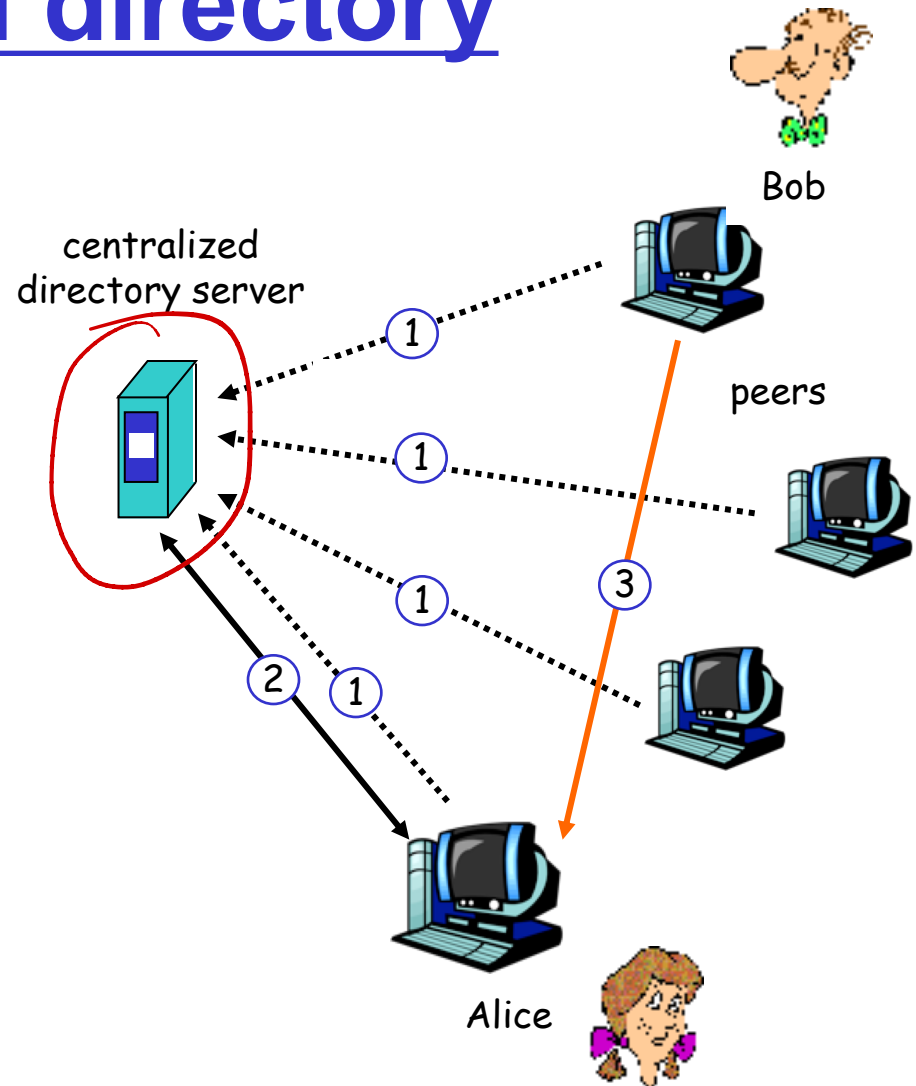 directory
Bob
centralized
directory server
1
peers
1
3
1
2
1
Alice